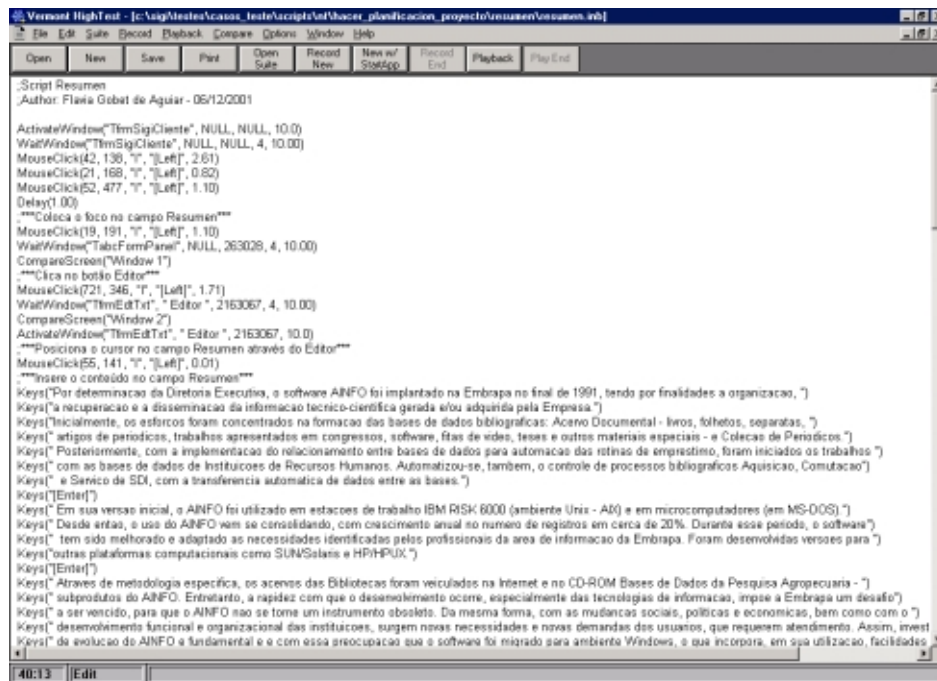 Vermont HighTest - [c:\sigi\testes\casos_teste\scripts\nt\hacer_planificacion_proyecto\resumen\resumen.inb]
File Edit Suite Record Playback Compare Options Window Help
Open New Save Print Open Suite Record New New w/ StatApp Record End Playback Play End
;Script Resumen
;Author: Flavia Gobet de Aguiar - 06/12/2001
ActivateWindow("TfrmSigiCliente", NULL, NULL, 10.0)
WaitWindow("TfrmSigiCliente", NULL, NULL, 4, 10.00)
MouseClick(42, 138, "l", "[Left]", 2.61)
MouseClick(21, 168, "l", "[Left]", 0.82)
MouseClick(52, 477, "l", "[Left]", 1.10)
Delay(1.00)
;***Coloca o foco no campo Resumen***
MouseClick(19, 191, "l", "[Left]", 1.10)
WaitWindow("TabcFormPanel", NULL, 263028, 4, 10.00)
CompareScreen("Window 1")
;***Clica no botão Editor***
MouseClick(721, 346, "l", "[Left]", 1.71)
WaitWindow("TfrmEdtTxt", " Editor ", 2163067, 4, 10.00)
CompareScreen("Window 2")
ActivateWindow("TfrmEdtTxt", " Editor ", 2163067, 10.0)
;***Posiciona o cursor no campo Resumen através do Editor***
MouseClick(55, 141, "l", "[Left]", 0.01)
;***Insere o conteúdo no campo Resumen***
Keys("Por determinacao da Diretoria Executiva, o software AINFO foi implantado na Embrapa no final de 1991, tendo por finalidades a organizacao, ")
Keys("a recuperacao e a disseminacao da informacao tecnico-cientifica gerada e/ou adquirida pela Empresa.")
Keys("Inicialmente, os esforcos foram concentrados na formacao das bases de dados bibliograficas: Acervo Documental - livros, folhetos, separatas, ")
Keys(" artigos de periodicos, trabalhos apresentados em congressos, software, fitas de video, teses e outros materiais especiais - e Colecao de Periodicos.")
Keys(" Posteriormente, com a implementacao do relacionamento entre bases de dados para automacao das rotinas de emprestimo, foram iniciados os trabalhos ")
Keys(" com as bases de dados de Instituicoes de Recursos Humanos. Automatizou-se, tambem, o controle de processos bibliograficos Aquisicao, Comutacao")
Keys("  e Servico de SDI, com a transferencia automatica de dados entre as bases.")
Keys("[Enter]")
Keys(" Em sua versao inicial, o AINFO foi utilizado em estacoes de trabalho IBM RISK 6000 (ambiente Unix - AIX) e em microcomputadores (em MS-DOS).")
Keys(" Desde entao, o uso do AINFO vem se consolidando, com crescimento anual no numero de registros em cerca de 20%. Durante esse periodo, o software")
Keys("  tem sido melhorado e adaptado as necessidades identificadas pelos profissionais da area de informacao da Embrapa. Foram desenvolvidas versoes para ")
Keys("outras plataformas computacionais como SUN/Solaris e HP/HPUX.")
Keys("[Enter]")
Keys(" Atraves de metodologia especifica, os acervos das Bibliotecas foram veiculados na Internet e no CD-ROM Bases de Dados da Pesquisa Agropecuaria - ")
Keys(" subprodutos do AINFO. Entretanto, a rapidez com que o desenvolvimento ocorre, especialmente das tecnologias de informacao, impoe a Embrapa um desafio")
Keys(" a ser vencido, para que o AINFO nao se torne um instrumento obsoleto. Da mesma forma, com as mudancas sociais, politicas e economicas, bem como com o ")
Keys(" desenvolvimento funcional e organizacional das instituicoes, surgem novas necessidades e novas demandas dos usuarios, que requerem atendimento. Assim, invest
Keys(" de evolucao do AINFO e fundamental e e com essa preocupacao que o software foi migrado para ambiente Windows, o que incorpora, em sua utilizacao, facilidades
40:13 Edit